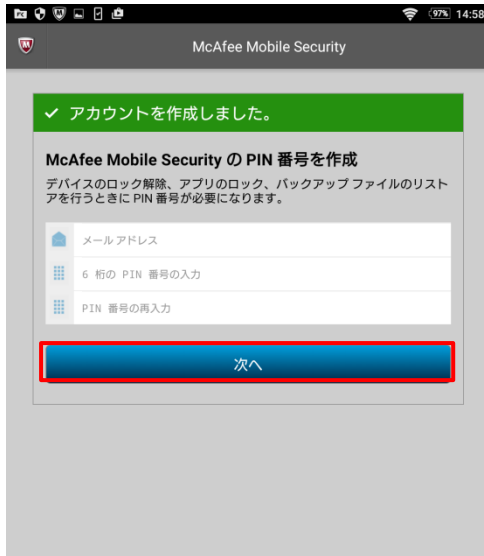 97% 14:58
McAfee Mobile Security
アカウントを作成しました。
McAfee Mobile Security の PIN 番号を作成
デバイスのロック解除、アプリのロック、バックアップ ファイルのリスト
アを行うときに PIN 番号が必要になります。
メール アドレス
6 桁の PIN 番号の入力
PIN 番号の再入力
次へ